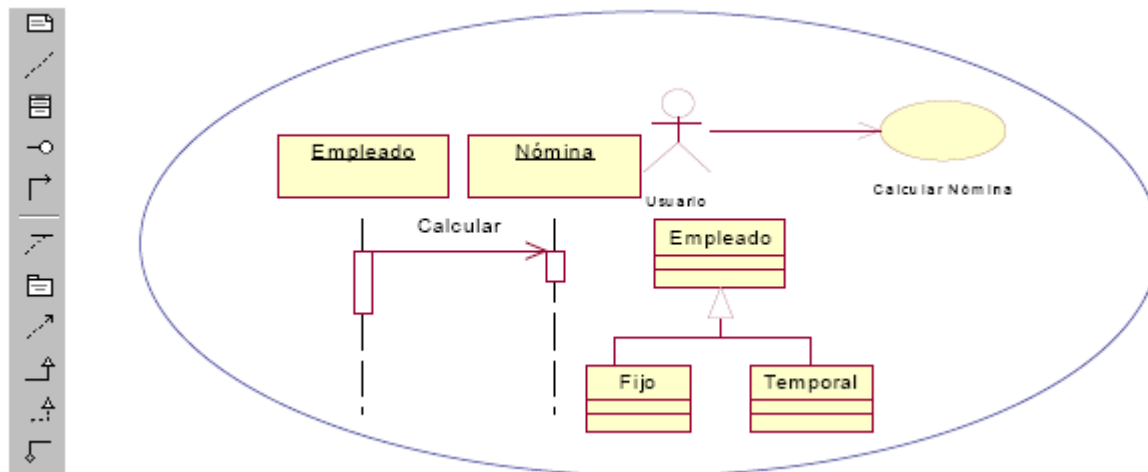 Empleado
Nómina
Usuario
Calcular Nómina
Calcular
Empleado
Fijo
Temporal